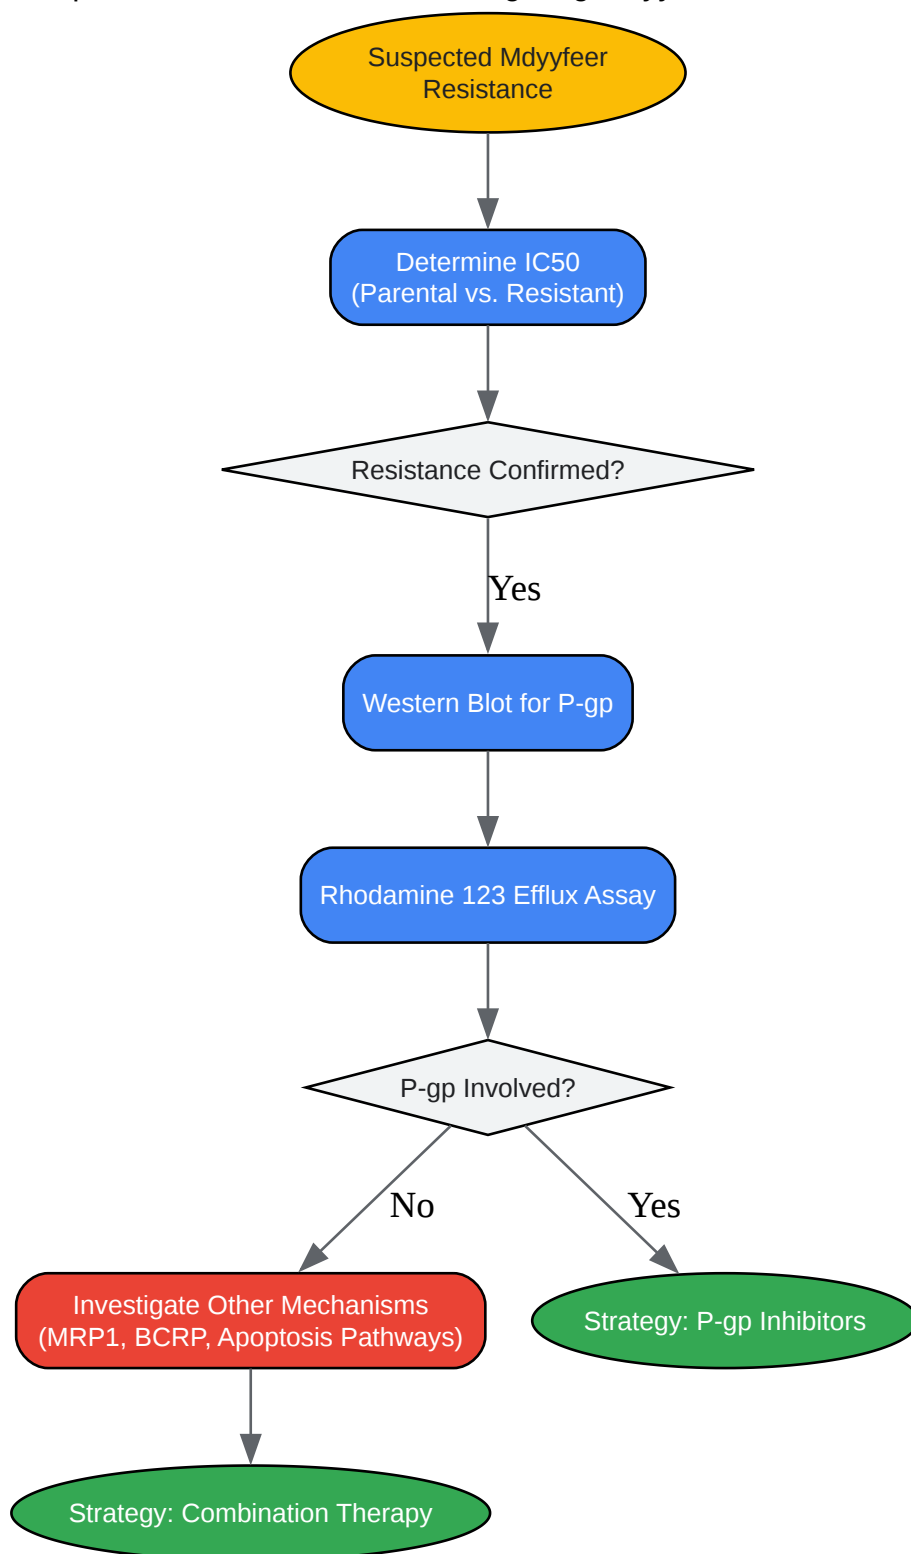 Suspected Mdyyfeer
Resistance
Determine IC50
(Parental vs. Resistant)
Resistance Confirmed?
Yes
Western Blot for P-gp
Rhodamine 123 Efflux Assay
P-gp Involved?
No
Yes
Investigate Other Mechanisms
(MRP1, BCRP, Apoptosis Pathways)
Strategy: P-gp Inhibitors
Strategy: Combination Therapy